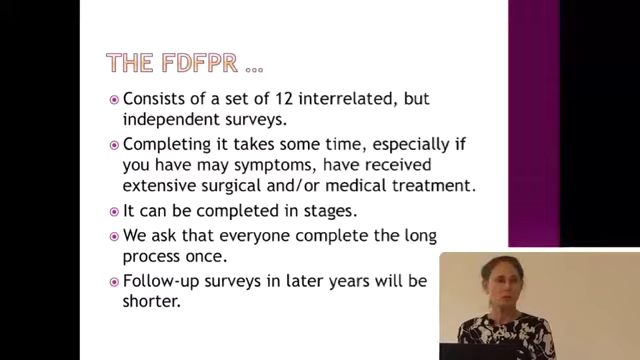 THE FDFPR ...
Consists of a set of 12 interrelated, but
independent surveys.
Completing it takes some time, especially if
you have may symptoms, have received
extensive surgical and/or medical treatment.
It can be completed in stages.
We ask that everyone complete the long
process once.
Follow-up surveys in later years will be
shorter.